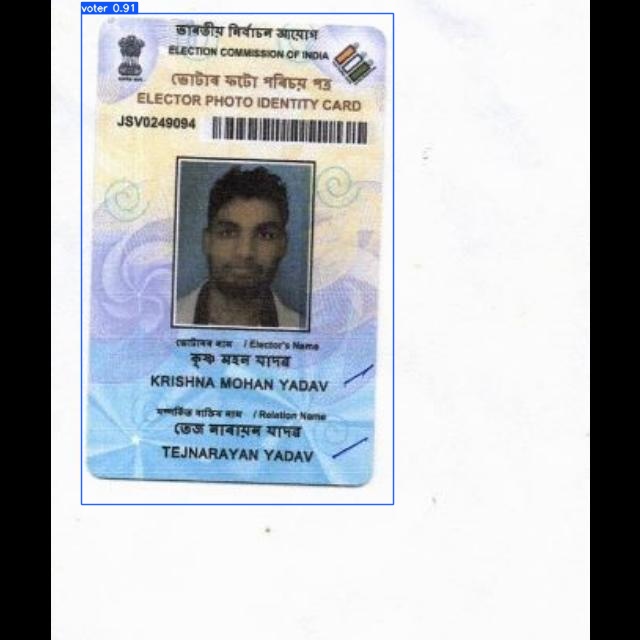 voter 0.91
ভাৰতীয় নিৰ্বাচন আয়োগ
ELECTION COMMISSION OF INDIA
ভোটাৰ ফটো পৰিচয় পত্ৰ
ELECTOR PHOTO IDENTITY CARD
JSV0249094
ভোটাৰৰ নাম / Elector's Name
কৃষ্ণ মহন যাদৱ
KRISHNA MOHAN YADAV
সম্পৰ্কিত ব্যক্তিৰ নাম / Relation Name
তেজ নাৰায়ন যাদৱ
TEJNARAYAN YADAV